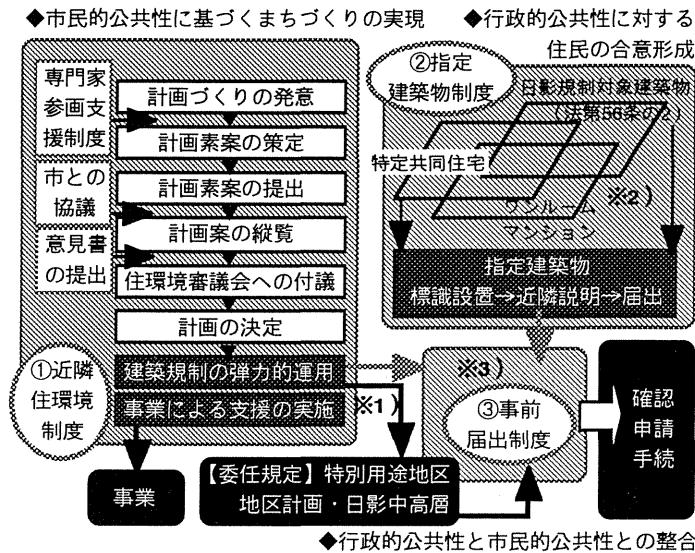 ◆市民的公共性に基づくまちづくりの実現
◆行政的公共性に対する
住民の合意形成
専門家
参画支
援制度
計画づくりの発意
計画素案の策定
市との
協議
計画素案の提出
意見書
の提出
計画案の縦覧
住環境審議会への付議
計画の決定
①近隣
住環境
制度
建築規制の弾力的運用
事業による支援の実施
※1)
事業
②指定
建築物制度
日影規制対象建築物
(法第56条の2)
特定共同住宅
※2)
ワンルーム
マンション
指定建築物
標識設置→近隣説明→届出
※3)
③事前
届出制度
確認
申請
手続
【委任規定】特別用途地区
地区計画・日影中高層
◆行政的公共性と市民的公共性との整合